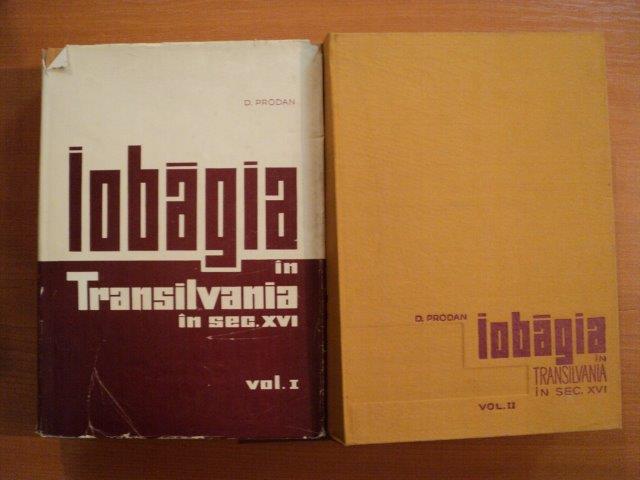 D. PRODAN
iobăgia
în
Transilvania
în sec. XVI
vol. I
D. PRODAN
iobăgia
ÎN
TRANSILVANIA
ÎN SEC. XVI
VOL. II